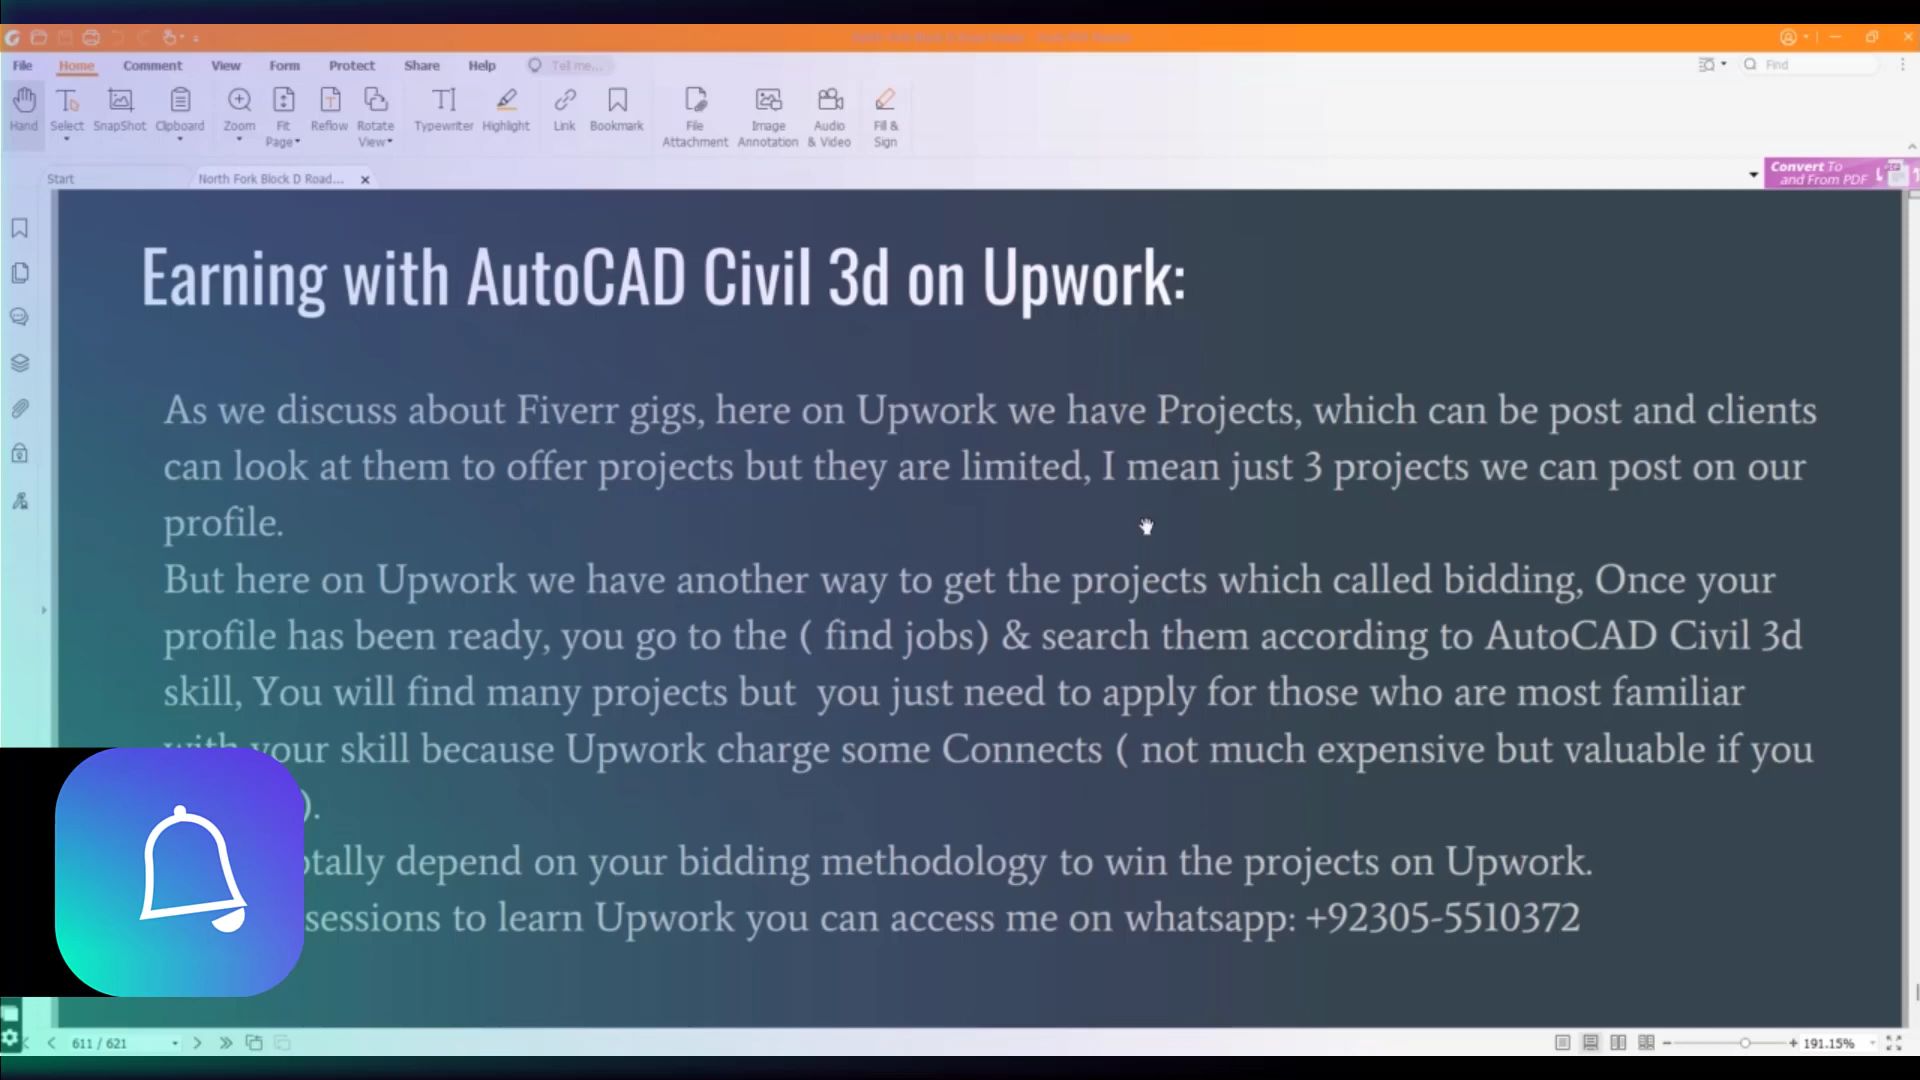 File Home Comment View Form Protect Share Help Tell me... Find
Hand Select SnapShot Clipboard Zoom Fit Page Reflow Rotate View Typewriter Highlight Link Bookmark File Attachment Image Annotation Audio & Video Fill & Sign
Start North Fork Block D Road... Convert To and From PDF
Earning with AutoCAD Civil 3d on Upwork:
As we discuss about Fiverr gigs, here on Upwork we have Projects, which can be post and clients
can look at them to offer projects but they are limited, I mean just 3 projects we can post on our
profile.
But here on Upwork we have another way to get the projects which called bidding, Once your
profile has been ready, you go to the ( find jobs) & search them according to AutoCAD Civil 3d
skill, You will find many projects but you just need to apply for those who are most familiar
with your skill because Upwork charge some Connects ( not much expensive but valuable if you
).
depend on your bidding methodology to win the projects on Upwork.
sessions to learn Upwork you can access me on whatsapp: +92305-5510372
611 / 621 191.15%